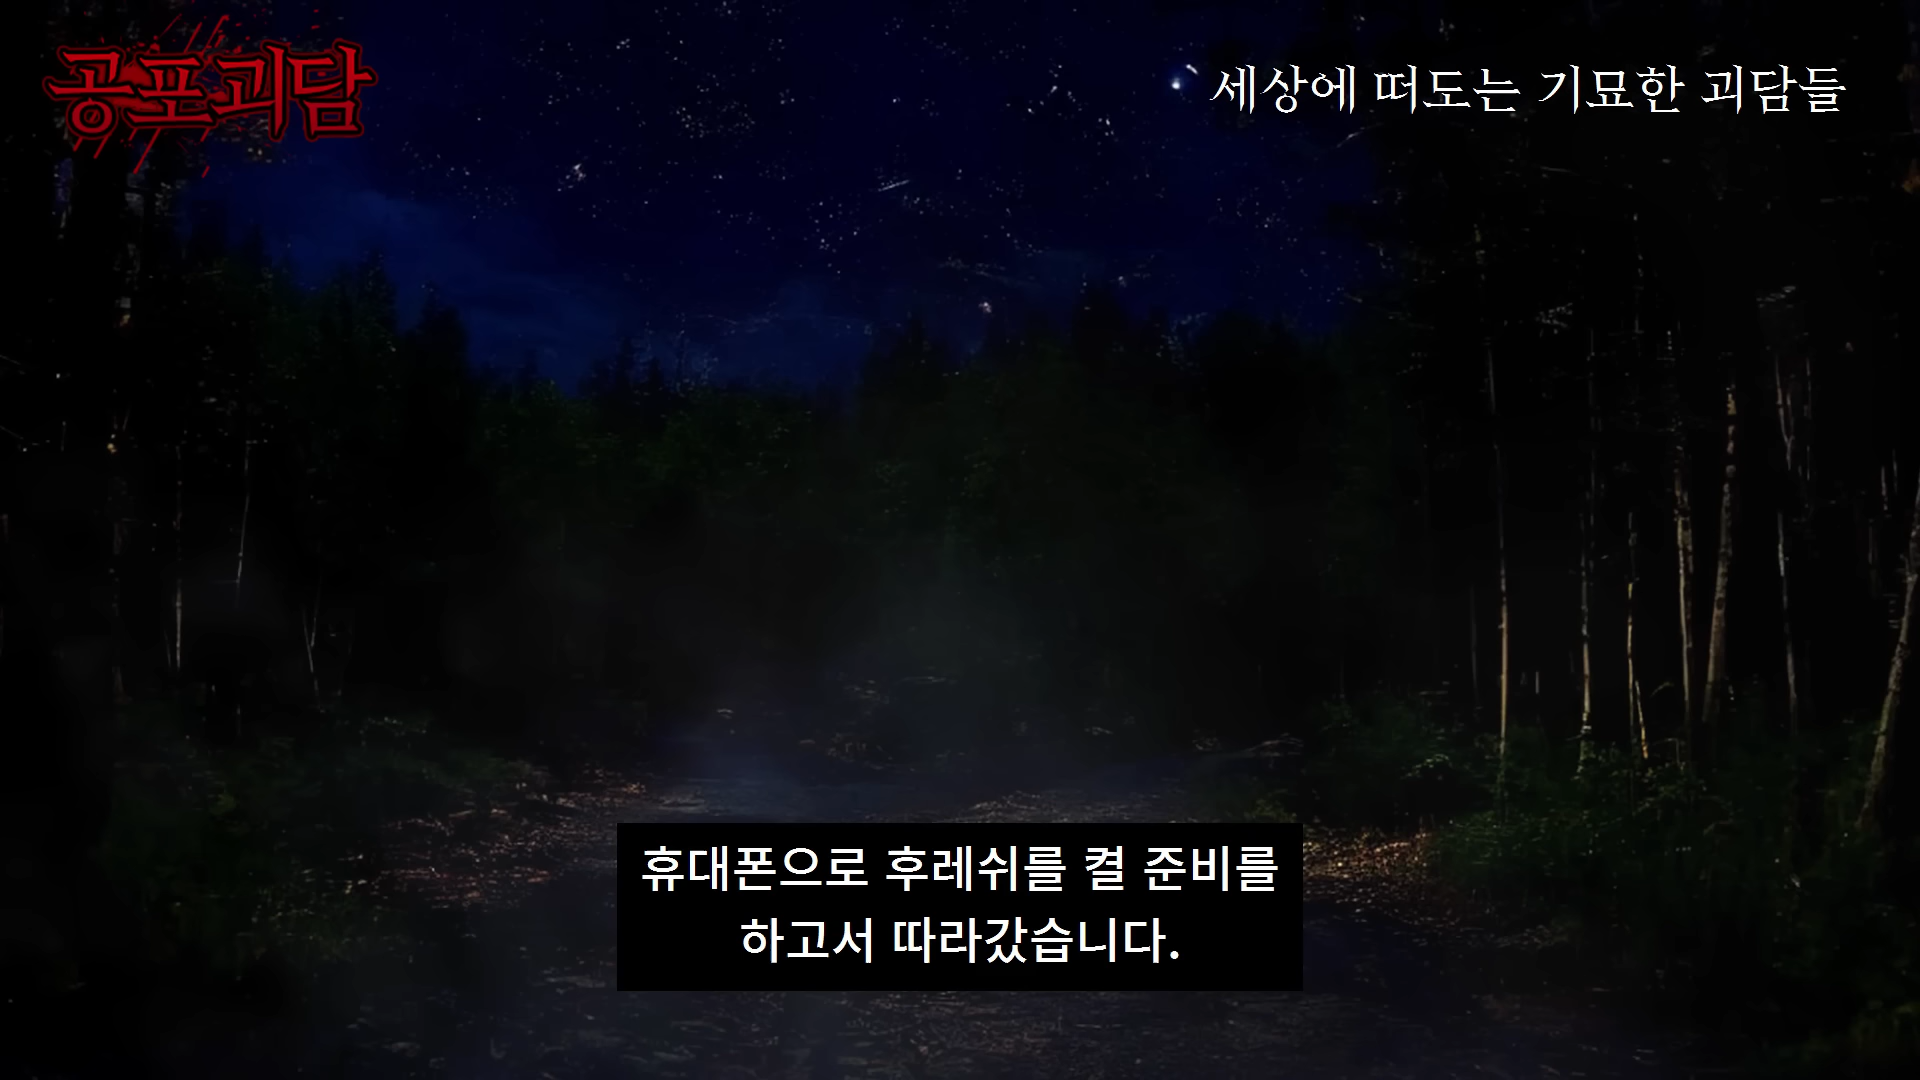 공포괴담
세상에 떠도는 기묘한 괴담들
휴대폰으로 후레쉬를 켤 준비를
하고서 따라갔습니다.